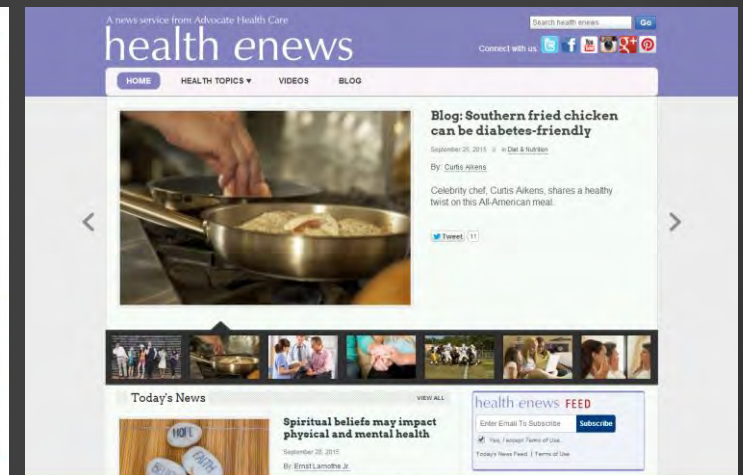 A news service from Advocate Health Care
health enews
Search health enews
Go
Connect with us
HOME
HEALTH TOPICS ▾
VIDEOS
BLOG
Blog: Southern fried chicken
can be diabetes-friendly
September 28, 2015 // in Diet & Nutrition
By: Curtis Aikens
Celebrity chef, Curtis Aikens, shares a healthy
twist on this All-American meal.
Tweet 11
Today's News
VIEW ALL
Spiritual beliefs may impact
physical and mental health
September 28, 2015
By: Ernst Lamothe Jr.
HOPE
FAITH
health enews FEED
Enter Email To Subscribe
Subscribe
Yes, I accept Terms of Use.
Today's News Feed | Terms of Use